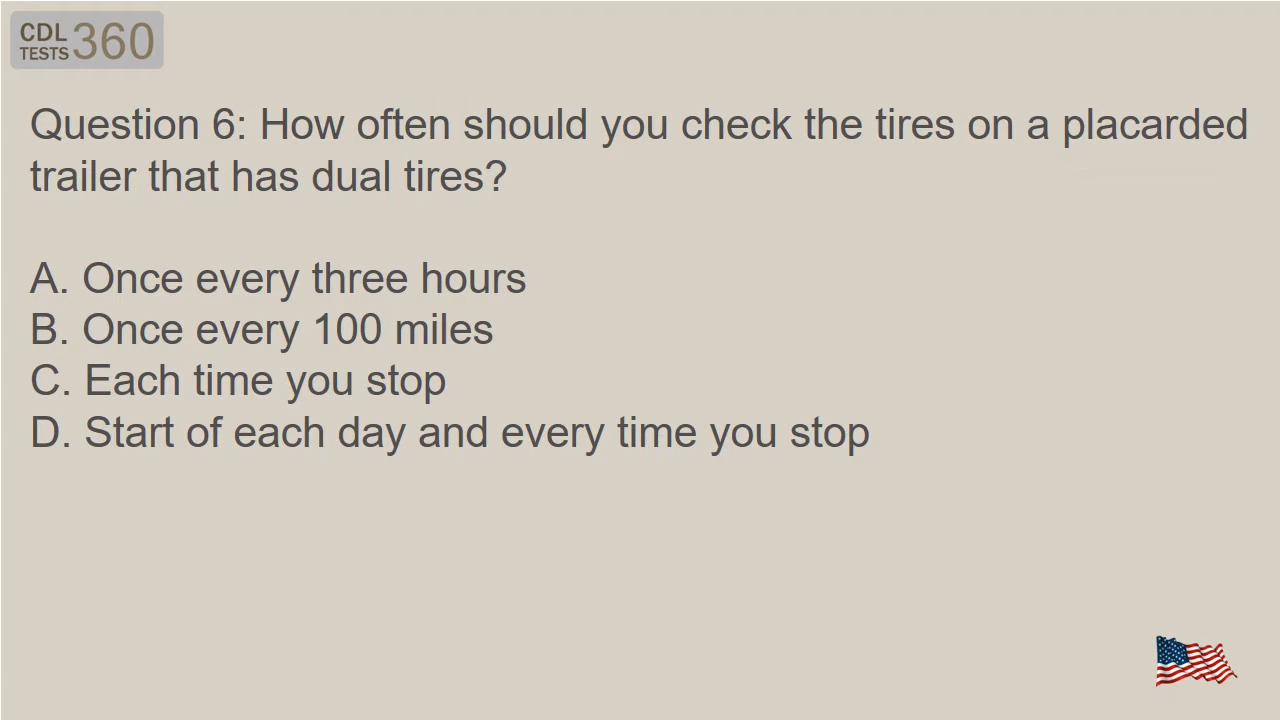 CDL
TESTS 360
Question 6: How often should you check the tires on a placarded
trailer that has dual tires?
A. Once every three hours
B. Once every 100 miles
C. Each time you stop
D. Start of each day and every time you stop